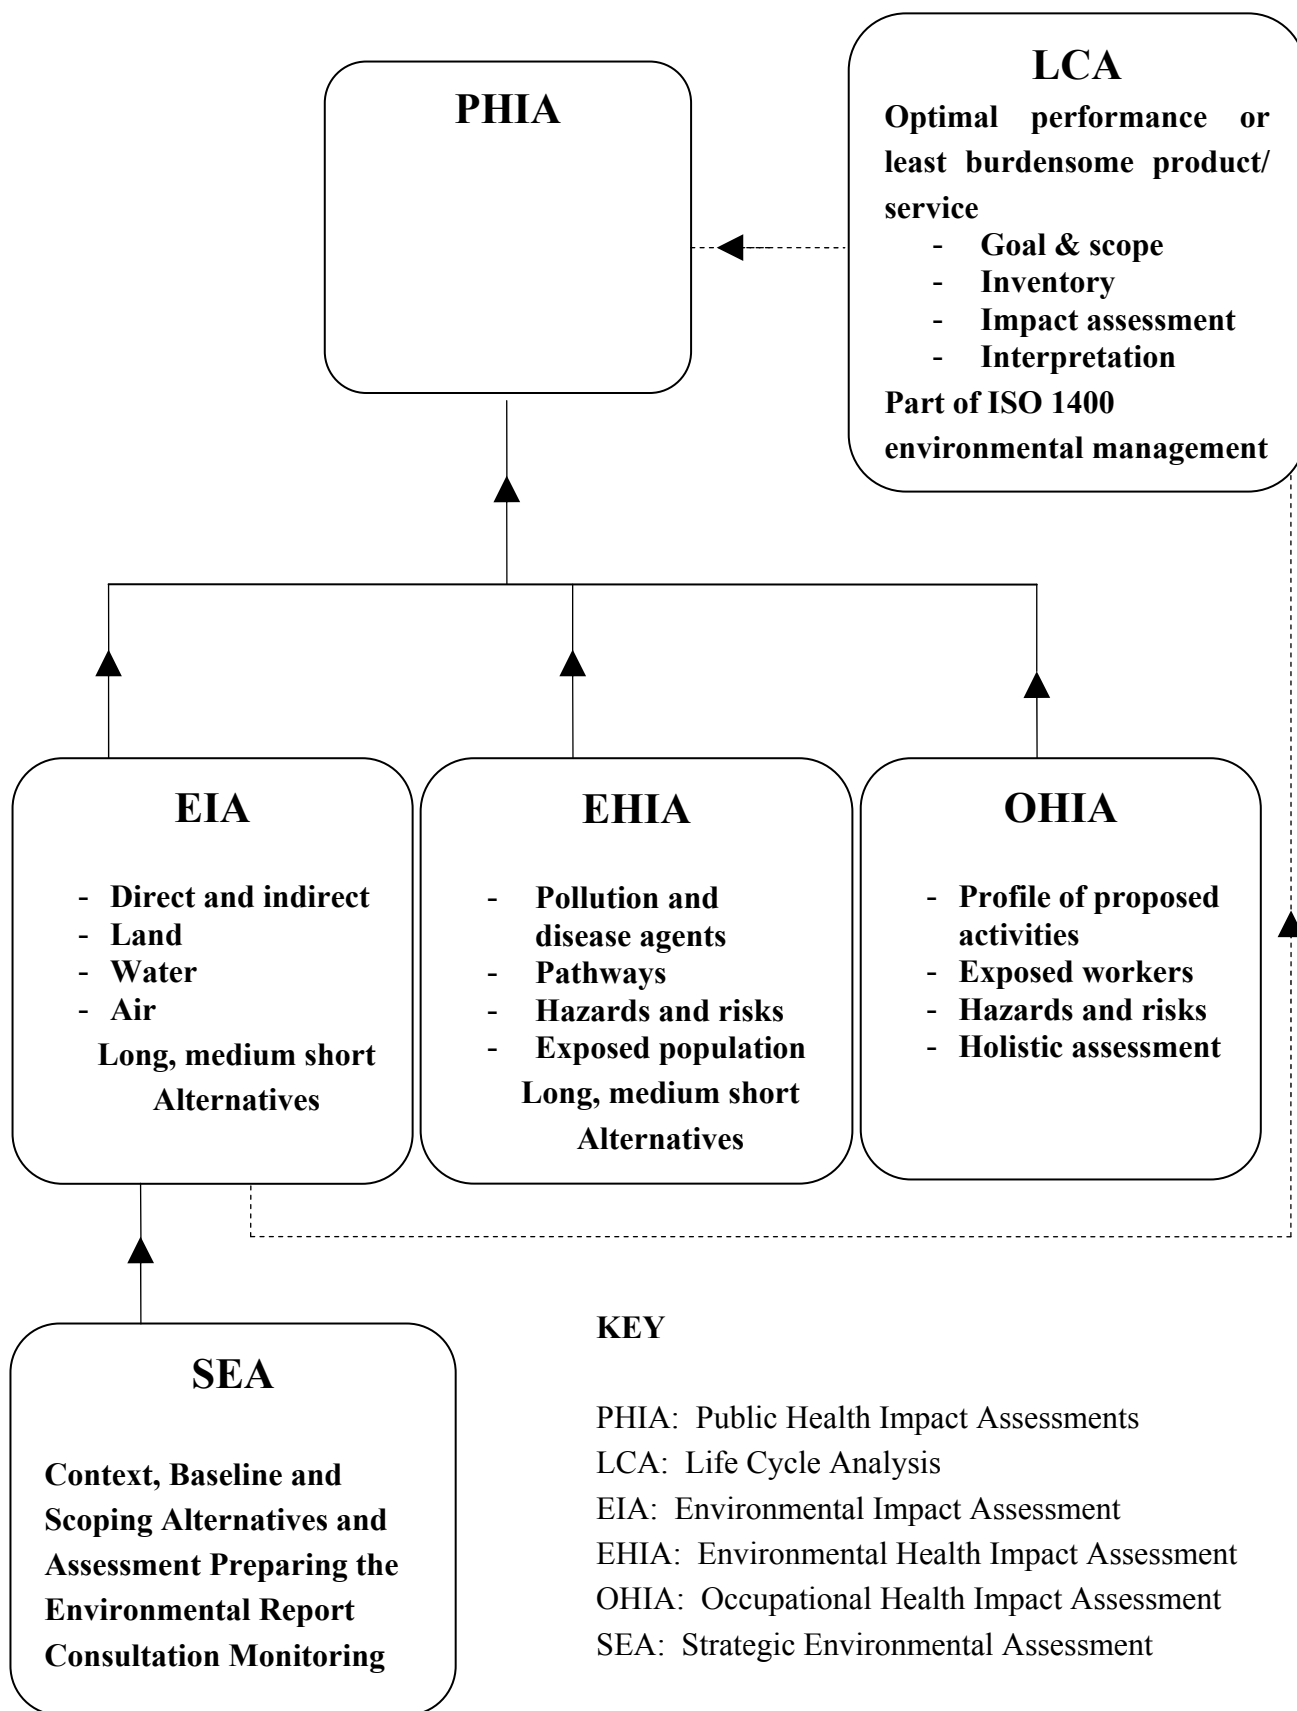 PHIA
LCA
Optimal performance or
least burdensome product/
service
- Goal & scope
- Inventory
- Impact assessment
- Interpretation
Part of ISO 1400
environmental management
EIA
- Direct and indirect
- Land
- Water
- Air
Long, medium short
Alternatives
EHIA
- Pollution and
disease agents
- Pathways
- Hazards and risks
- Exposed population
Long, medium short
Alternatives
OHIA
- Profile of proposed
activities
- Exposed workers
- Hazards and risks
- Holistic assessment
SEA
Context, Baseline and
Scoping Alternatives and
Assessment Preparing the
Environmental Report
Consultation Monitoring
KEY
PHIA: Public Health Impact Assessments
LCA: Life Cycle Analysis
EIA: Environmental Impact Assessment
EHIA: Environmental Health Impact Assessment
OHIA: Occupational Health Impact Assessment
SEA: Strategic Environmental Assessment